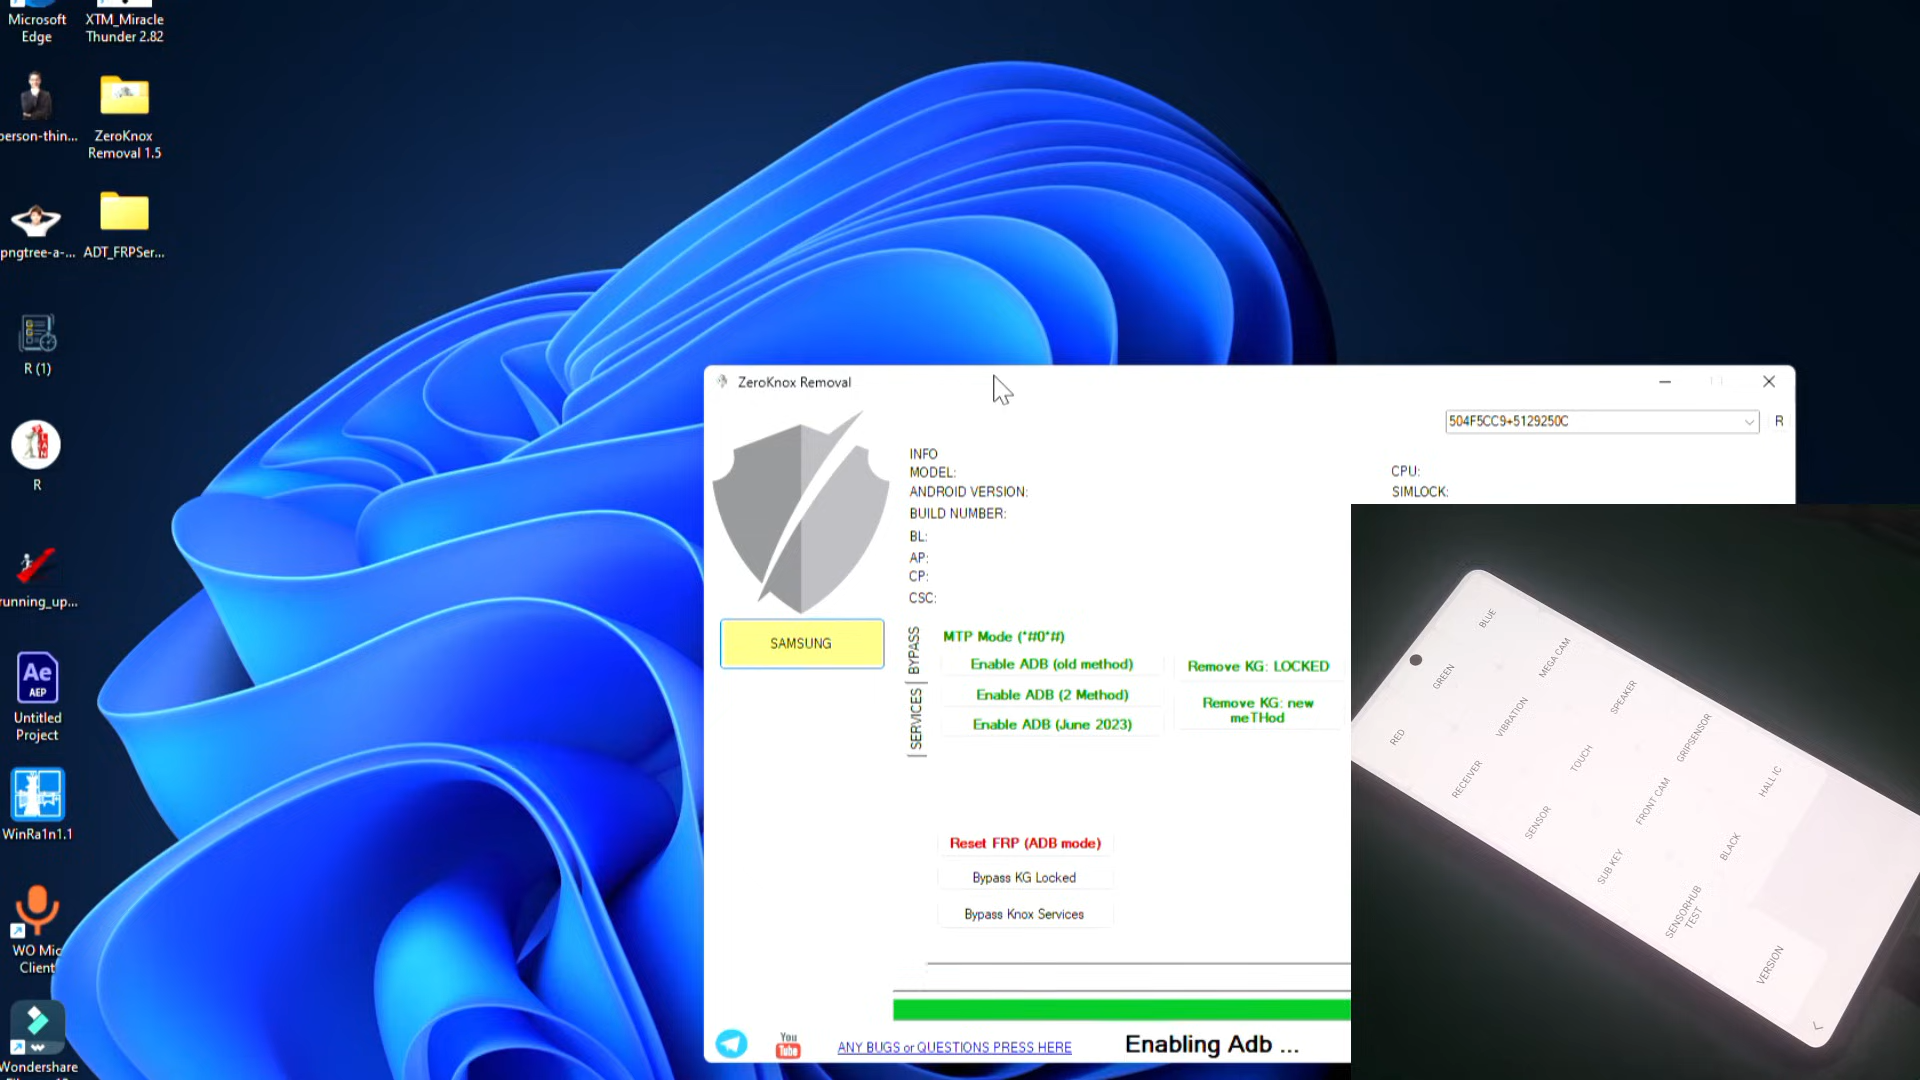 Microsoft
Edge
XTM_Miracle
Thunder 2.82
person-thin...
ZeroKnox
Removal 1.5
pngtree-a-...
ADT_FRPSer...
R (1)
R
running_up...
Ae
AEP
Untitled
Project
WinRa1n1.1
WO Mic
Client
Wondershare
ZeroKnox Removal
504F5CC9+5129250C
R
INFO
MODEL:
ANDROID VERSION:
BUILD NUMBER:
BL:
AP:
CP:
CSC:
CPU:
SIMLOCK:
SAMSUNG
BYPASS
SERVICES
MTP Mode (*#0*#)
Enable ADB (old method)
Enable ADB (2 Method)
Enable ADB (June 2023)
Remove KG: LOCKED
Remove KG: new
meTHod
Reset FRP (ADB mode)
Bypass KG Locked
Bypass Knox Services
You
Tube
ANY BUGS or QUESTIONS PRESS HERE
Enabling Adb ...
RED
GREEN
BLUE
RECEIVER
VIBRATION
MEGA CAM
SENSOR
TOUCH
SPEAKER
SUB KEY
FRONT CAM
GRIPSENSOR
SENSORHUB
TEST
BLACK
HALL IC
VERSION